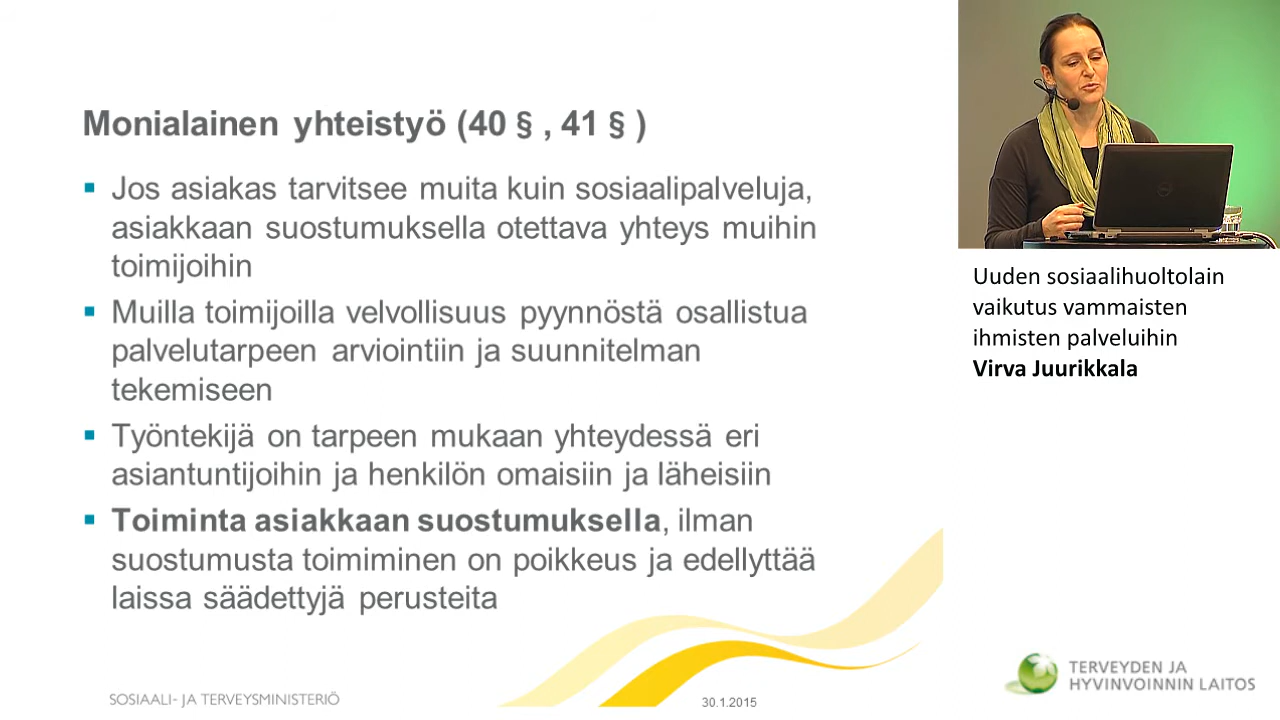 Monialainen yhteistyö (40 § , 41 § )
Jos asiakas tarvitsee muita kuin sosiaalipalveluja,
asiakkaan suostumuksella otettava yhteys muihin
toimijoihin
Muilla toimijoilla velvollisuus pyynnöstä osallistua
palvelutarpeen arviointiin ja suunnitelman
tekemiseen
Työntekijä on tarpeen mukaan yhteydessä eri
asiantuntijoihin ja henkilön omaisiin ja läheisiin
Toiminta asiakkaan suostumuksella, ilman
suostumusta toimiminen on poikkeus ja edellyttää
laissa säädettyjä perusteita
SOSIAALI- JA TERVEYSMINISTERIÖ
30.1.2015
Uuden sosiaalihuoltolain
vaikutus vammaisten
ihmisten palveluihin
Virva Juurikkala
TERVEYDEN JA
HYVINVOINNIN LAITOS